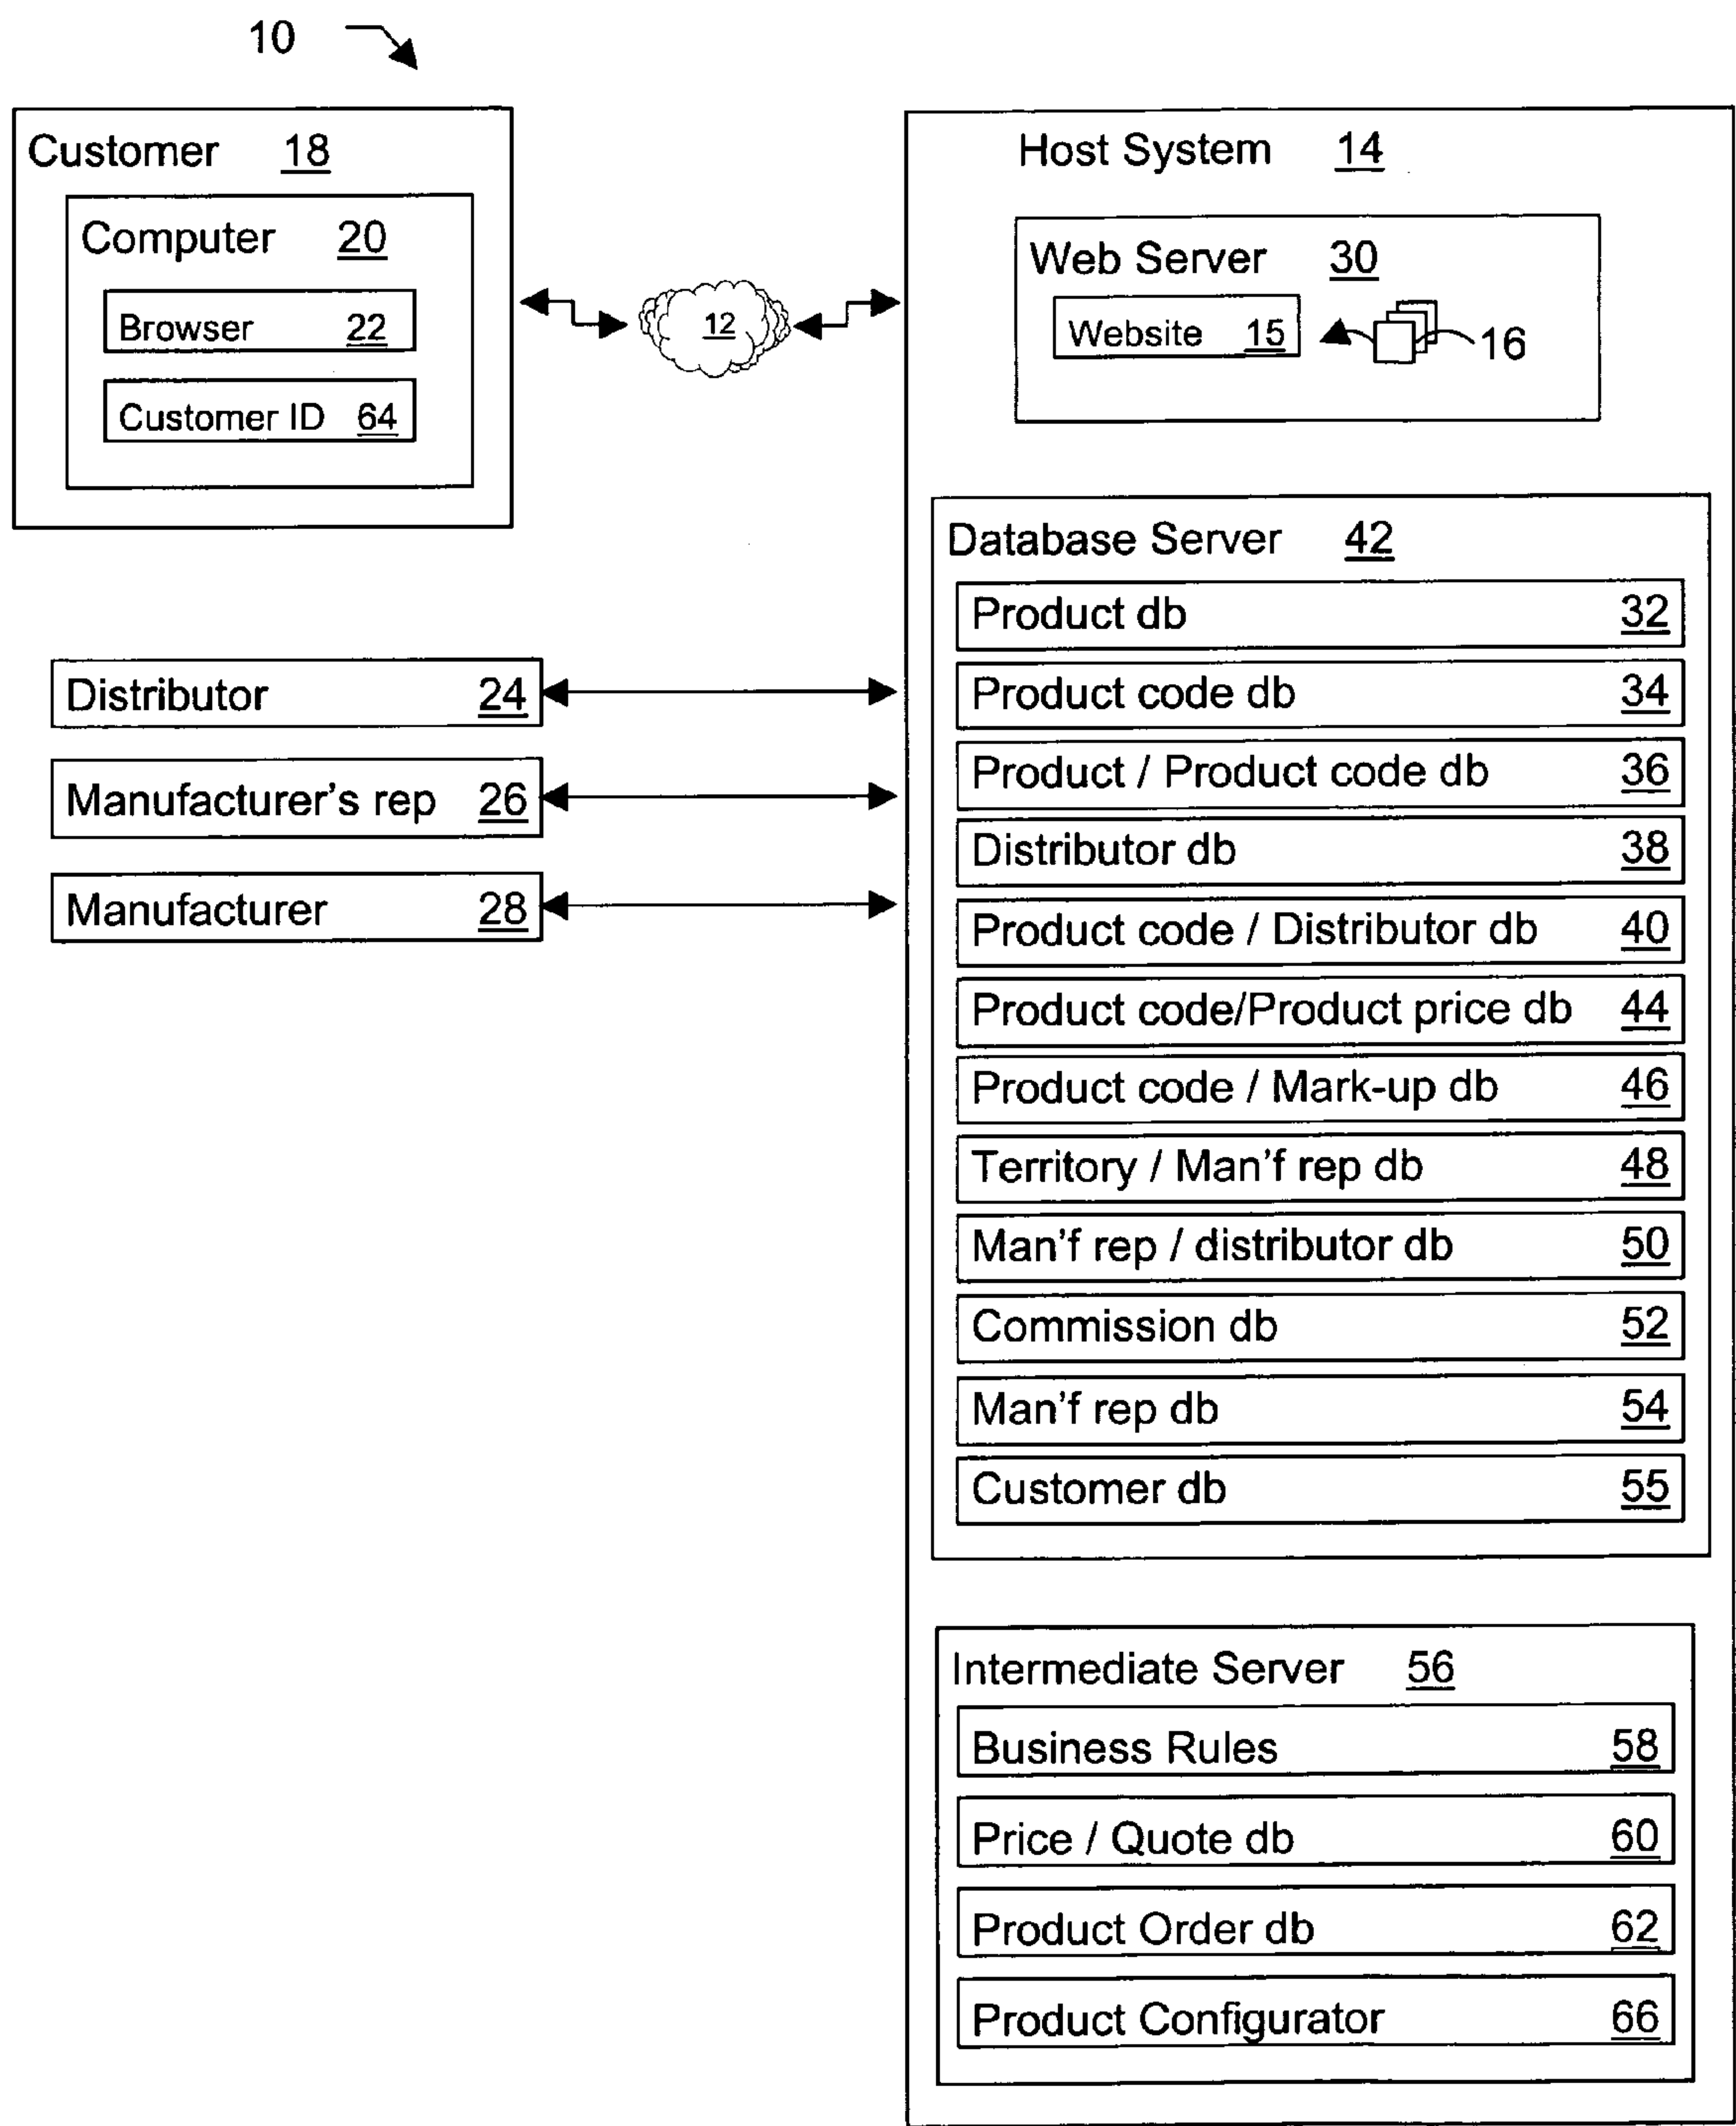 10
Customer 18
Computer 20
Browser 22
Customer ID 64
12
Host System 14
Web Server 30
Website 15
16
Distributor 24
Manufacturer's rep 26
Manufacturer 28
Database Server 42
Product db 32
Product code db 34
Product / Product code db 36
Distributor db 38
Product code / Distributor db 40
Product code/Product price db 44
Product code / Mark-up db 46
Territory / Man'f rep db 48
Man'f rep / distributor db 50
Commission db 52
Man'f rep db 54
Customer db 55
Intermediate Server 56
Business Rules 58
Price / Quote db 60
Product Order db 62
Product Configurator 66